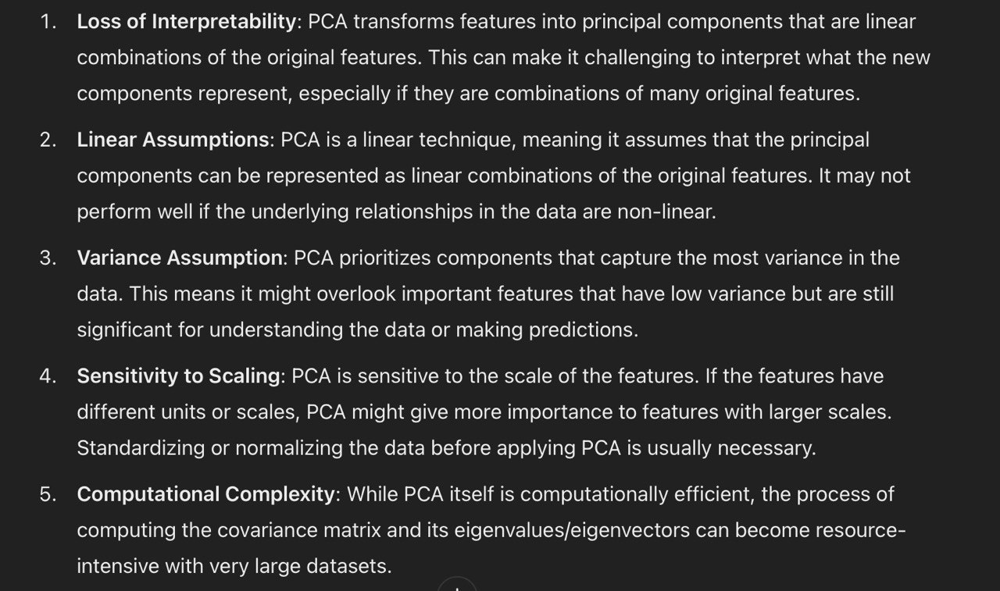 1. Loss of Interpretability: PCA transforms features into principal components that are linear
combinations of the original features. This can make it challenging to interpret what the new
components represent, especially if they are combinations of many original features.
2. Linear Assumptions: PCA is a linear technique, meaning it assumes that the principal
components can be represented as linear combinations of the original features. It may not
perform well if the underlying relationships in the data are non-linear.
3. Variance Assumption: PCA prioritizes components that capture the most variance in the
data. This means it might overlook important features that have low variance but are still
significant for understanding the data or making predictions.
4. Sensitivity to Scaling: PCA is sensitive to the scale of the features. If the features have
different units or scales, PCA might give more importance to features with larger scales.
Standardizing or normalizing the data before applying PCA is usually necessary.
5. Computational Complexity: While PCA itself is computationally efficient, the process of
computing the covariance matrix and its eigenvalues/eigenvectors can become resource-
intensive with very large datasets.